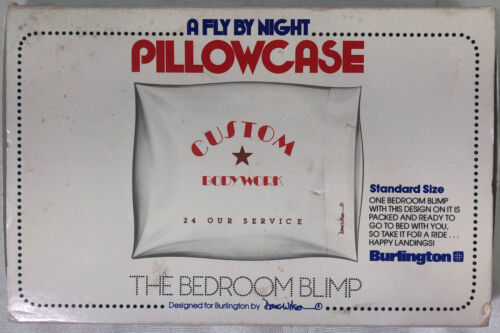 A FLY BY NIGHT
PILLOWCASE
CUSTOM
BODYWORK
24 OUR SERVICE
Standard Size
ONE BEDROOM BLIMP
WITH THIS DESIGN ON IT IS
PACKED AND READY TO
GO TO BED WITH YOU,
SO TAKE IT FOR A RIDE . . .
HAPPY LANDINGS!
Burlington
THE BEDROOM BLIMP
Designed for Burlington by